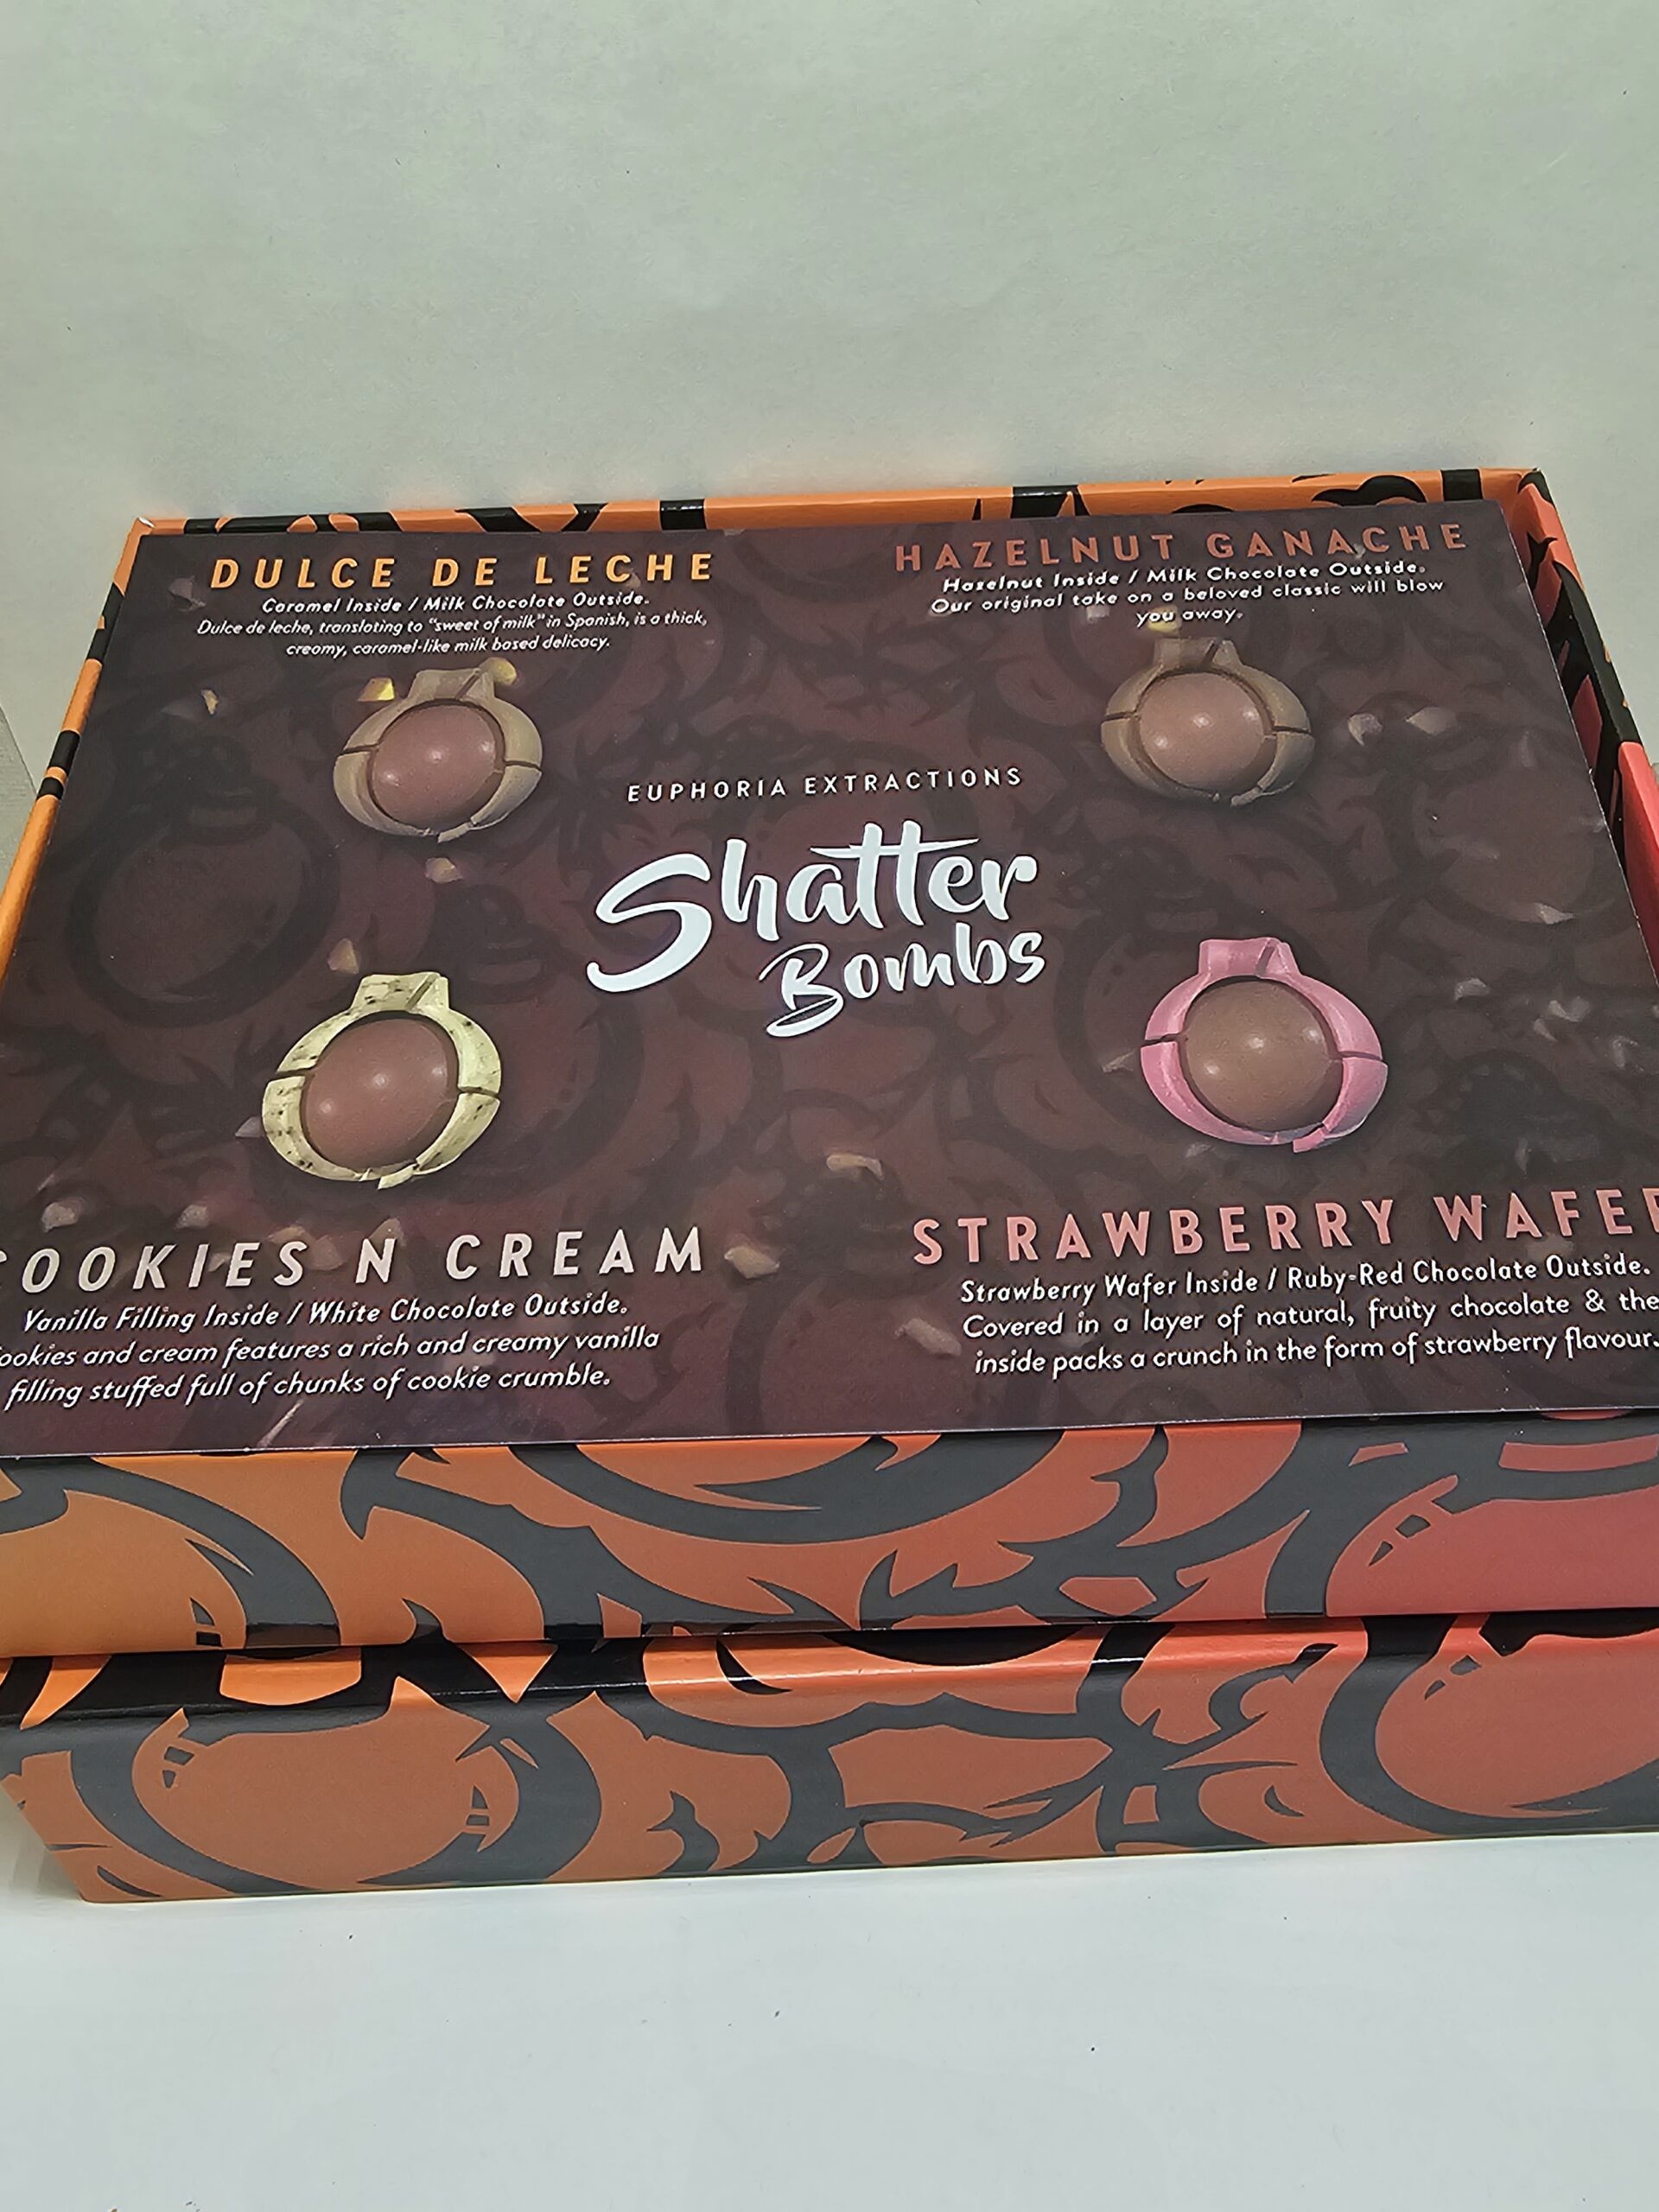 DULCE DE LECHE
Caramel Inside / Milk Chocolate Outside.
Dulce de leche, translating to "sweet of milk" in Spanish, is a thick,
creamy, caramel-like milk based delicacy.
HAZELNUT GANACHE
Hazelnut Inside / Milk Chocolate Outside.
Our original take on a beloved classic will blow
you away.
EUPHORIA EXTRACTIONS
Shatter
Bombs
COOKIES N CREAM
Vanilla Filling Inside / White Chocolate Outside.
ookies and cream features a rich and creamy vanilla
filling stuffed full of chunks of cookie crumble.
STRAWBERRY WAFER
Strawberry Wafer Inside / Ruby-Red Chocolate Outside.
Covered in a layer of natural, fruity chocolate & the
inside packs a crunch in the form of strawberry flavour.